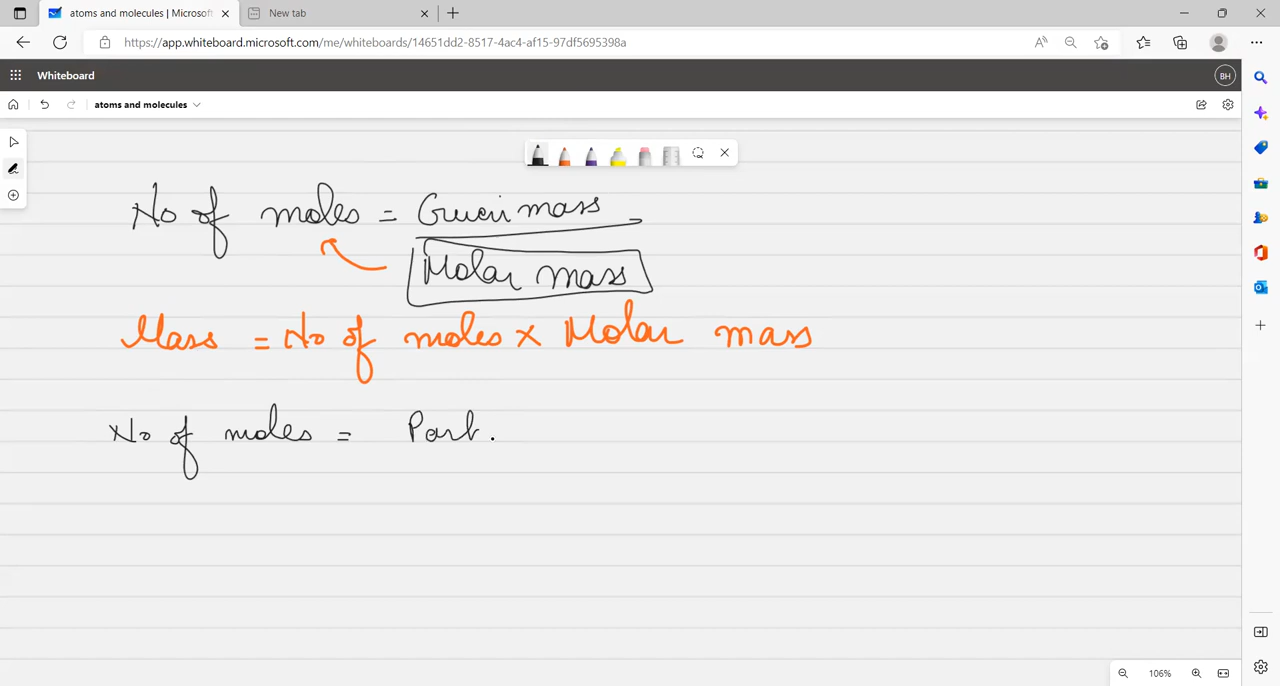 atoms and molecules | Microsoft
New tab
https://app.whiteboard.microsoft.com/me/whiteboards/14651dd2-8517-4ac4-af15-97df5695398a
Whiteboard
BH
atoms and molecules
No of moles = Given mass
Molar mass
Mass = No of moles × Molar mass
No of moles = Part.
106%